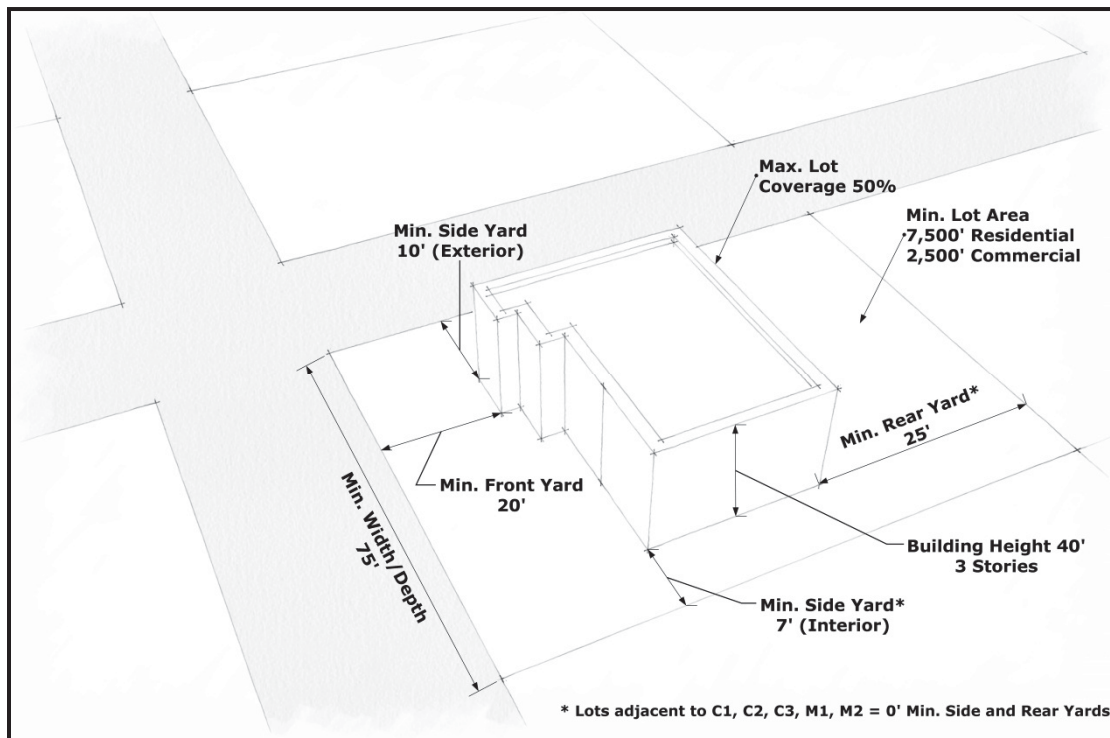 Max. Lot
Coverage 50%
Min. Lot Area
7,500' Residential
2,500' Commercial
Min. Side Yard
10' (Exterior)
Min. Rear Yard*
25'
Min. Front Yard
20'
Min. Width/Depth
75'
Building Height 40'
3 Stories
Min. Side Yard*
7' (Interior)
* Lots adjacent to C1, C2, C3, M1, M2 = 0' Min. Side and Rear Yards